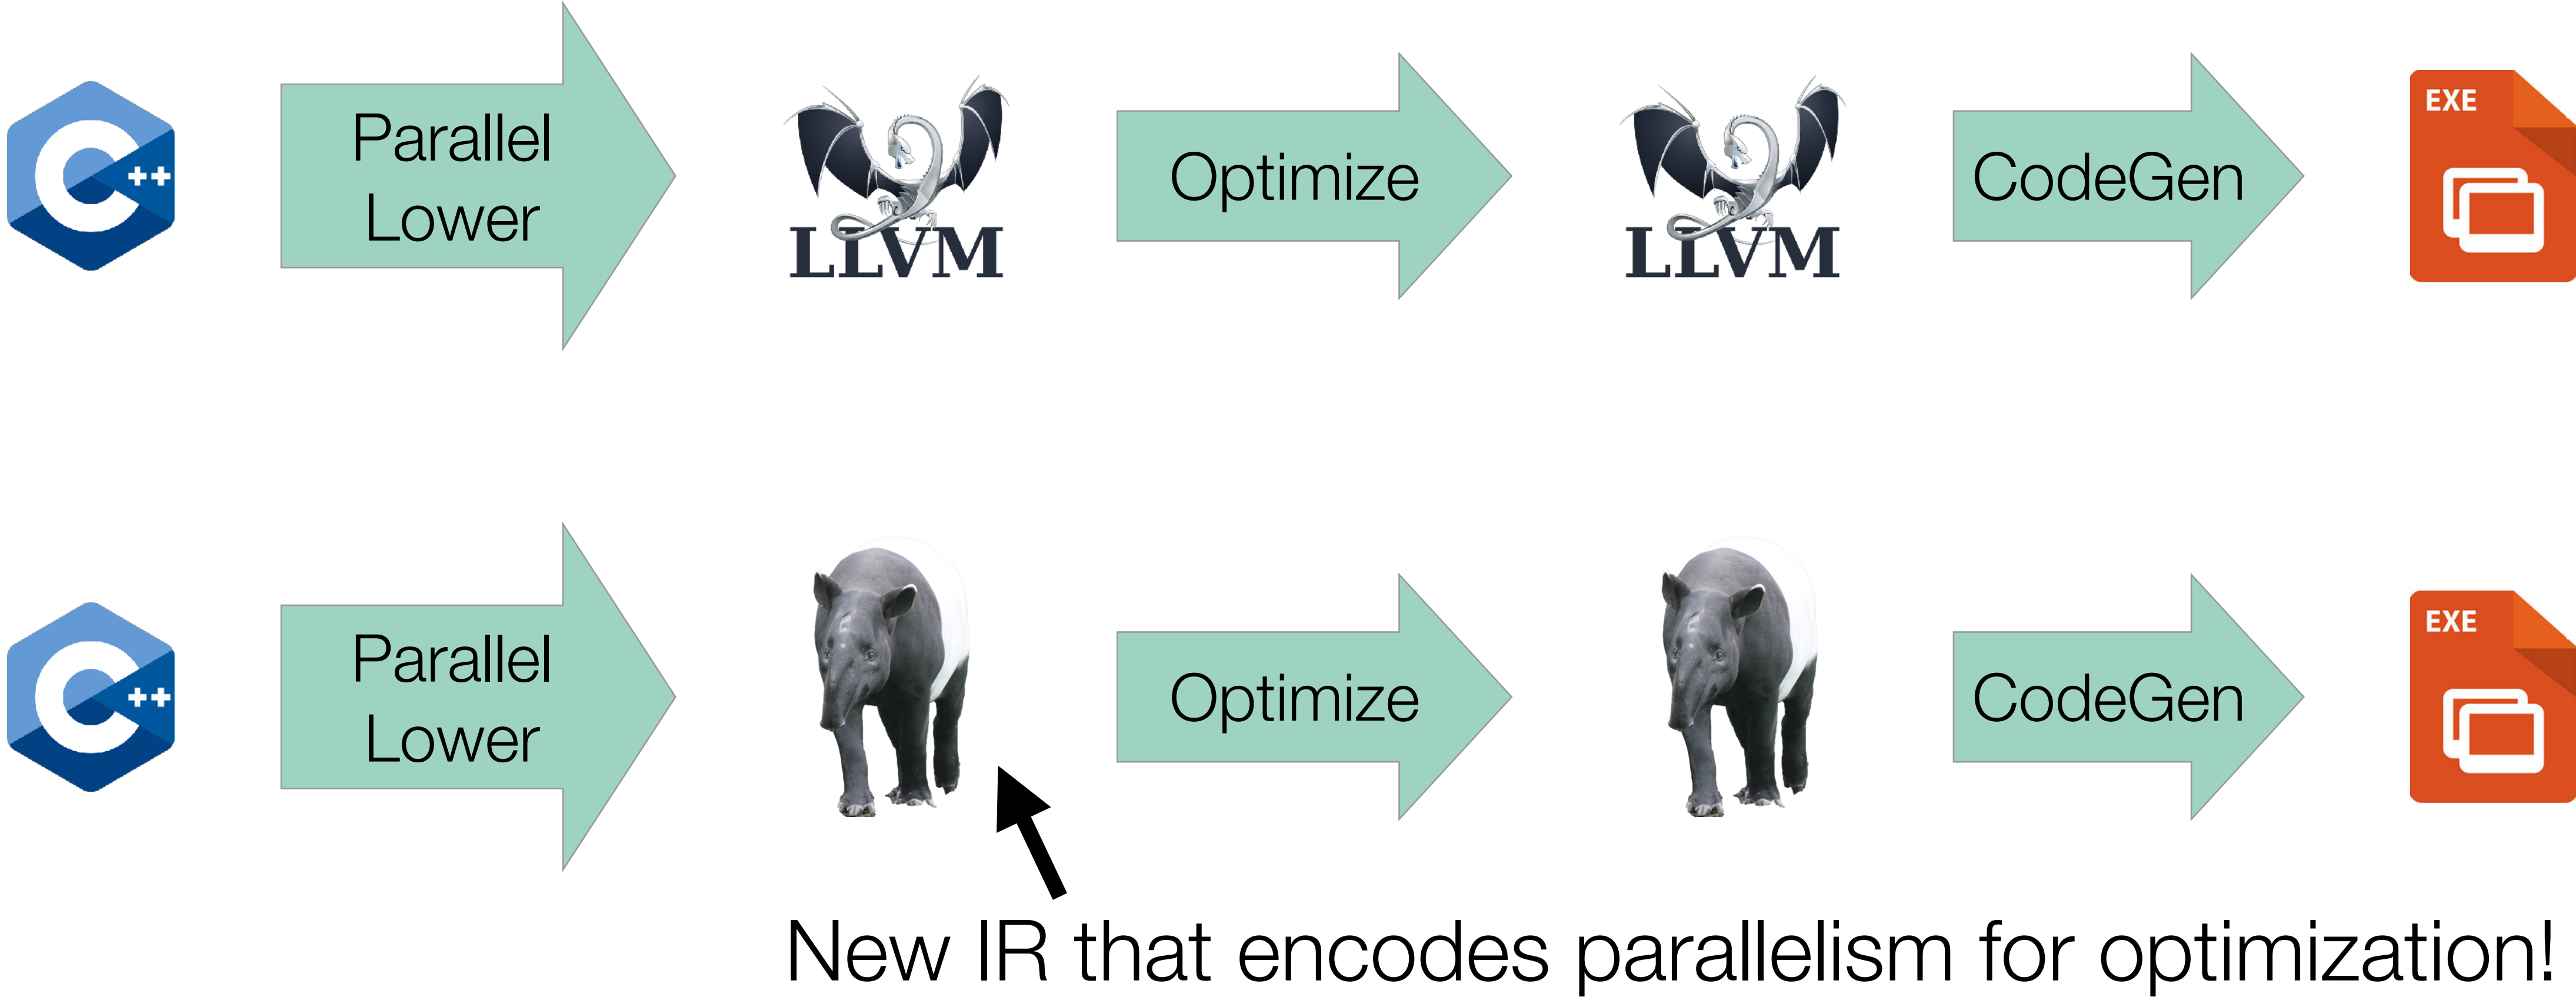 C ++
Parallel
Lower
LLVM
Optimize
LLVM
CodeGen
EXE
C ++
Parallel
Lower
Optimize
CodeGen
EXE
New IR that encodes parallelism for optimization!